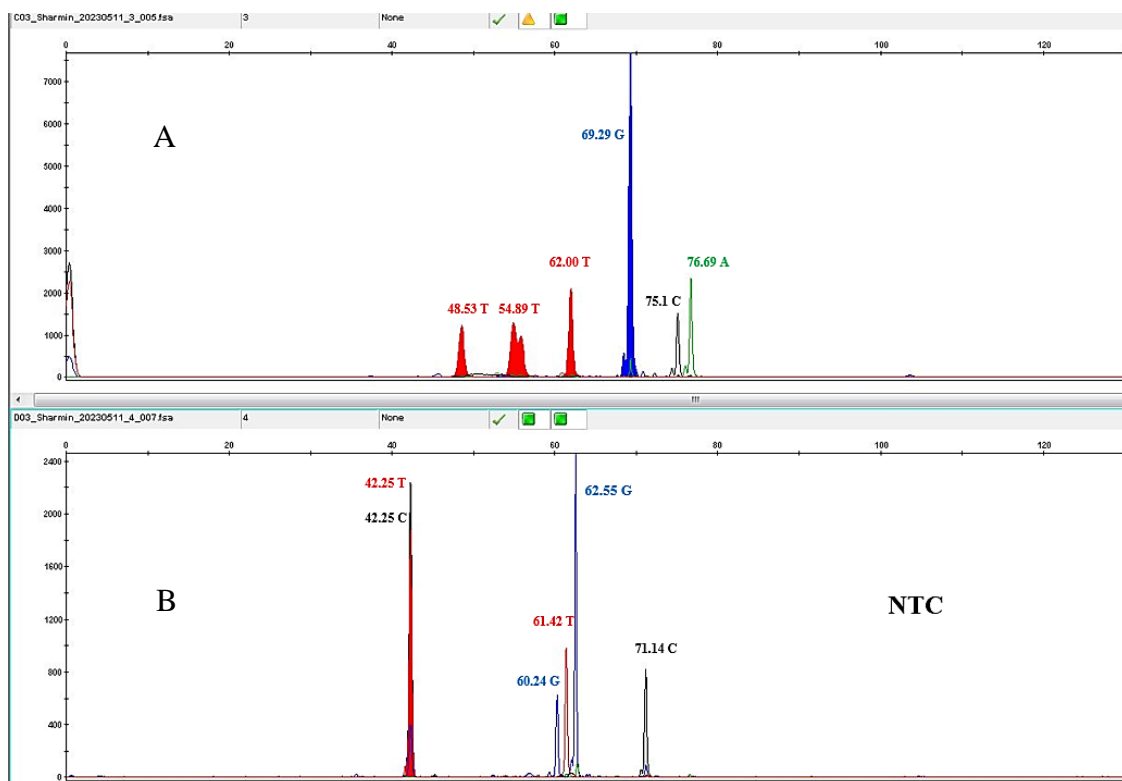 C03_Sharmin_20230511_3_005.fsa 3 None
0 20 40 60 80 100 120
7000
6000
5000
4000
3000
2000
1000
0
A
69.29 G
62.00 T
76.69 A
48.53 T 54.89 T
75.1 C
D03_Sharmin_20230511_4_007.fsa 4 None
0 20 40 60 80 100 120
2400
2000
1600
1200
800
400
0
42.25 T
62.55 G
42.25 C
B
NTC
61.42 T
71.14 C
60.24 G